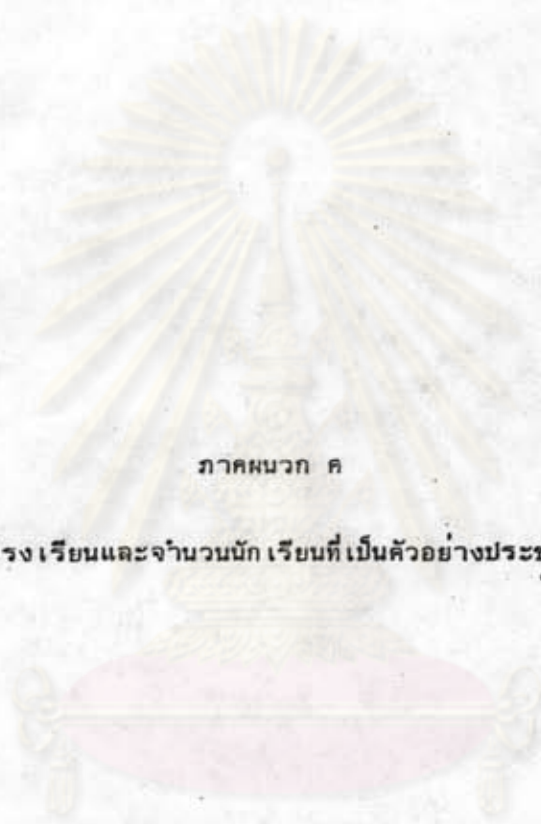 ภาคผนวก ค
รงเรียนและจำนวนนักเรียนที่เป็นตัวอย่างประช